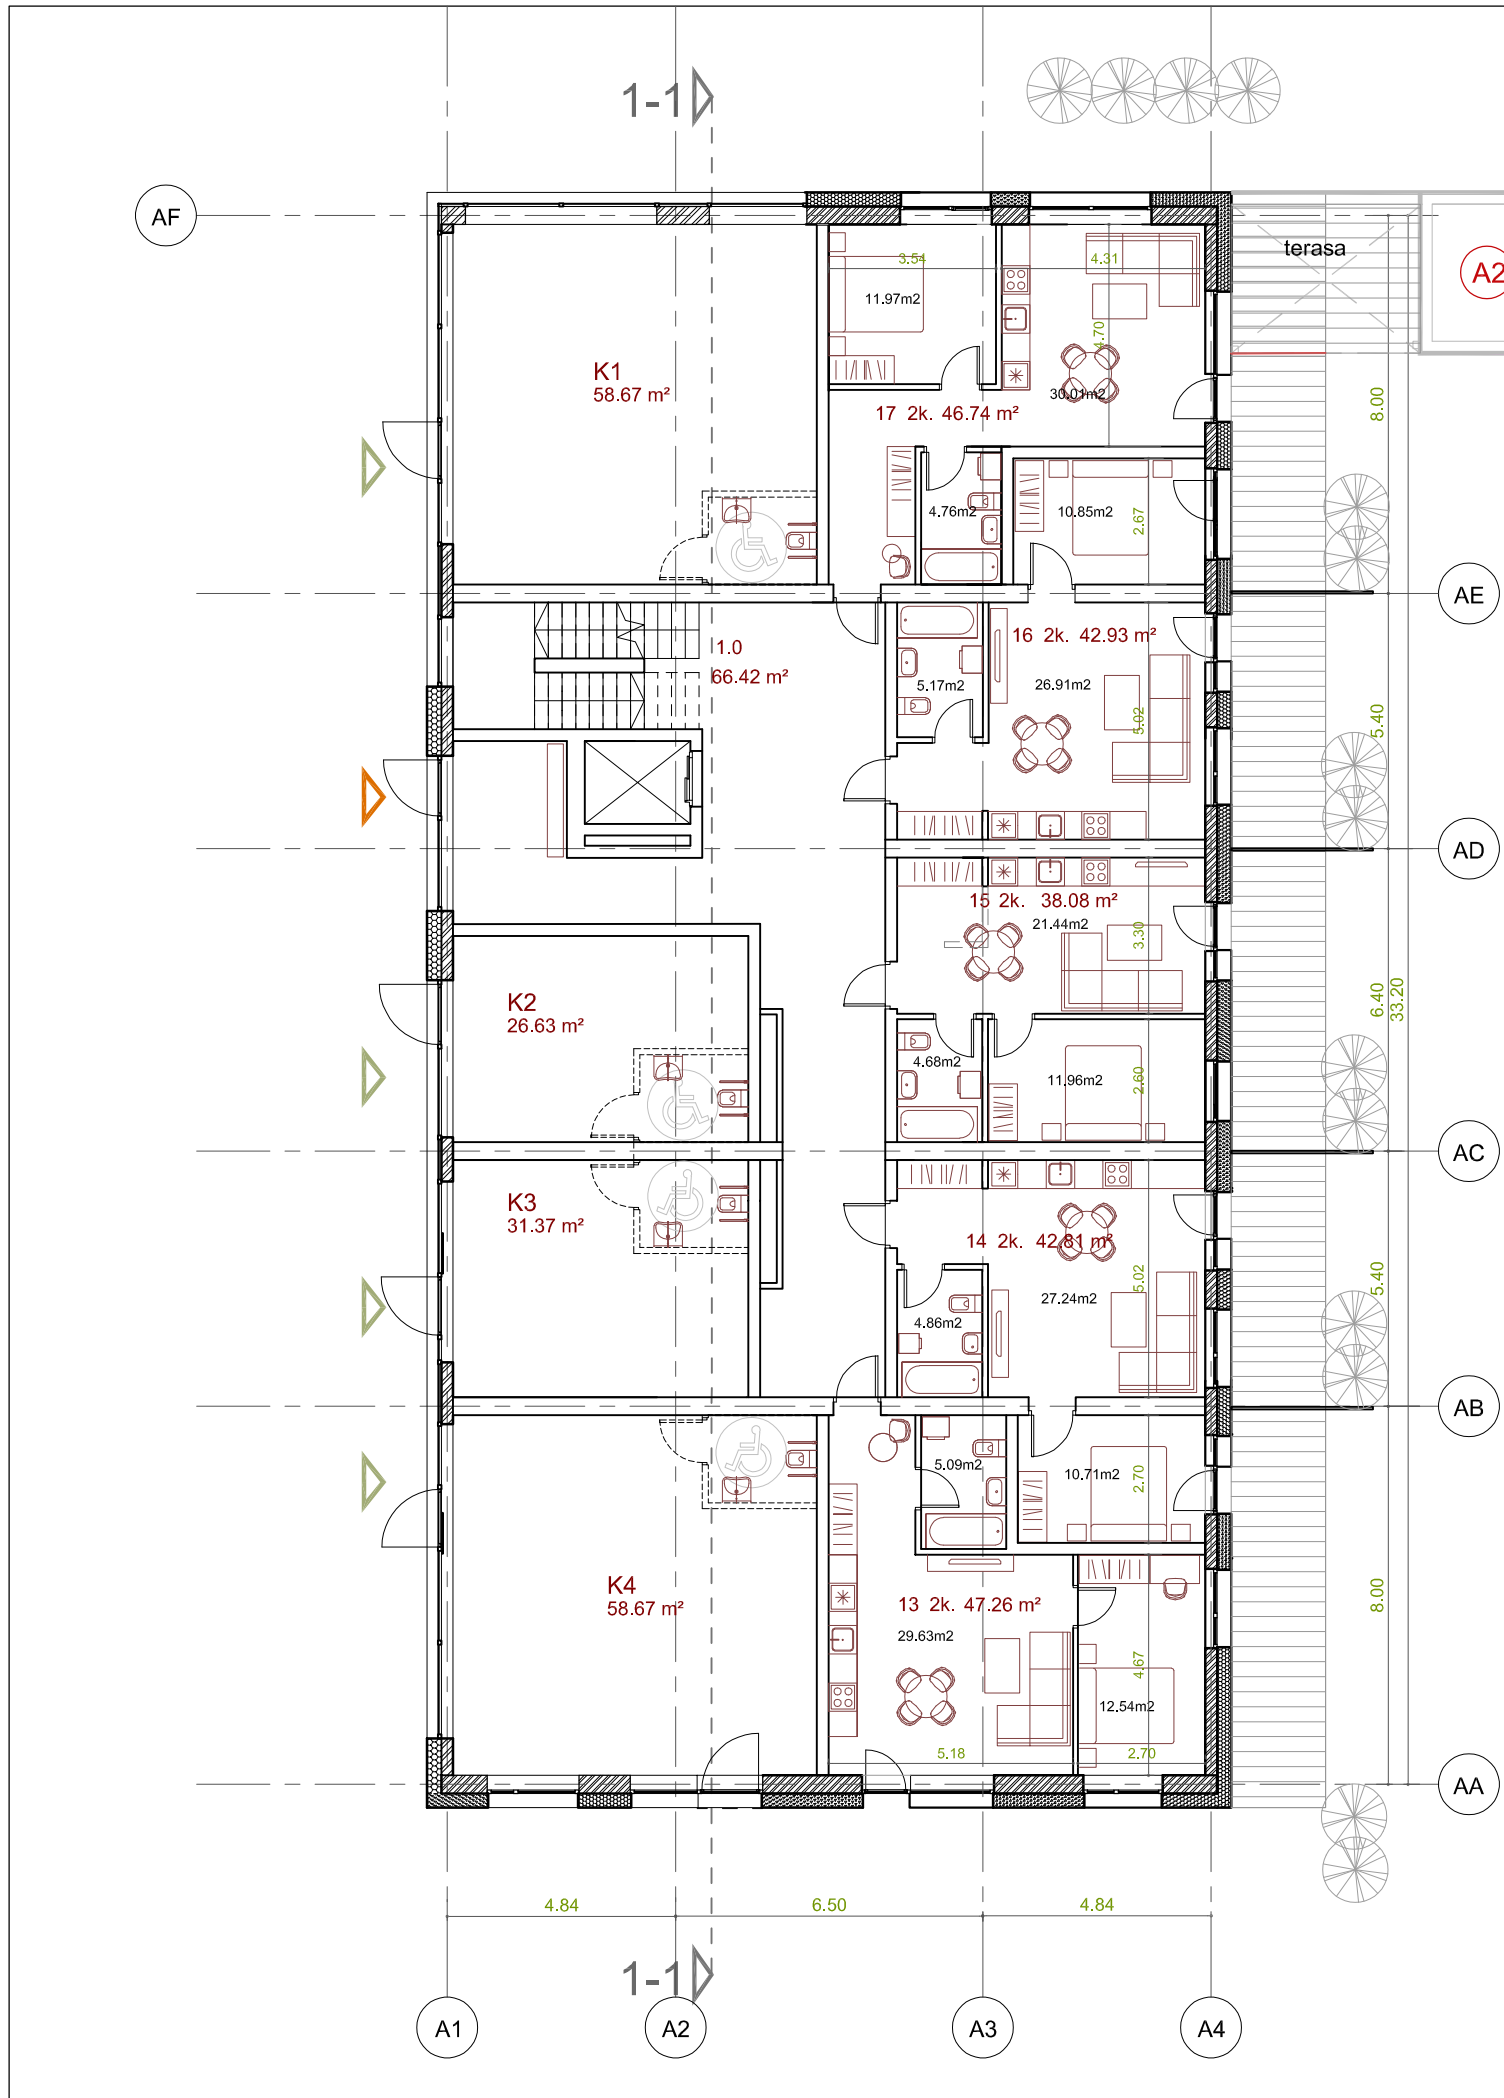 1-1
AF
terasa
A2
3.54
4.31
11.97m2
4.70
K1
58.67 m²
30.01m2
8.00
17 2k. 46.74 m²
4.76m2
10.85m2
2.67
AE
1.0
66.42 m²
16 2k. 42.93 m²
5.17m2
26.91m2
5.02
5.40
AD
15 2k. 38.08 m²
21.44m2
3.30
K2
26.63 m²
6.40
33.20
4.68m2
11.96m2
2.60
AC
K3
31.37 m²
14 2k. 42.81 m²
5.02
5.40
27.24m2
4.86m2
AB
5.09m2
10.71m2
2.70
K4
58.67 m²
13 2k. 47.26 m²
29.63m2
8.00
4.67
12.54m2
5.18
2.70
AA
4.84
6.50
4.84
1-1
A1
A2
A3
A4